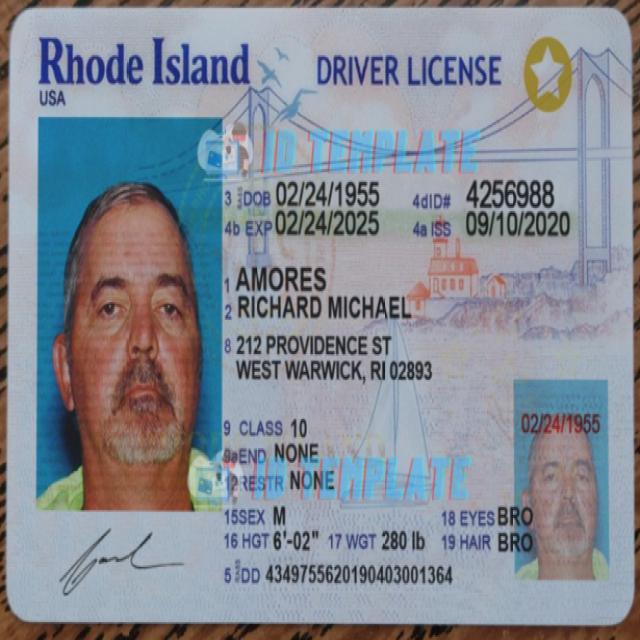 Rhode Island
USA
DRIVER LICENSE
ID TEMPLATE
3 DOB 02/24/1955
4d ID# 4256988
4b EXP 02/24/2025
4a ISS 09/10/2020
1 AMORES
2 RICHARD MICHAEL
8 212 PROVIDENCE ST
WEST WARWICK, RI 02893
9 CLASS 10
9a END NONE
12 RESTR NONE
ID TEMPLATE
15 SEX M
18 EYES BRO
16 HGT 6'-02" 17 WGT 280 lb
19 HAIR BRO
5 DD 4349755620190403001364
02/24/1955